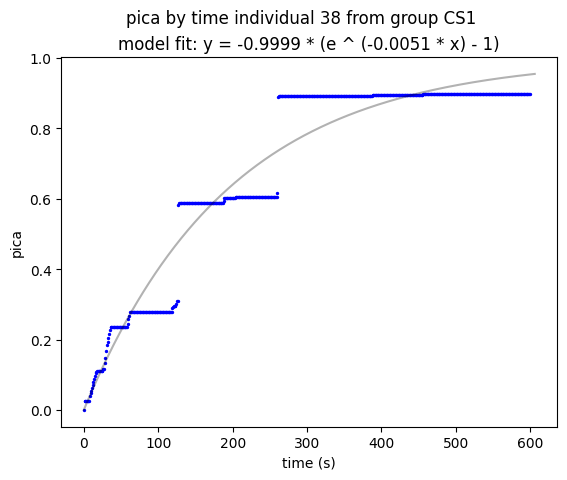 pica by time individual 38 from group CS1
model fit: y = -0.9999 * (e ^ (-0.0051 * x) - 1)
1.0
0.8
0.6
0.4
0.2
0.0
pica
0 100 200 300 400 500 600
time (s)